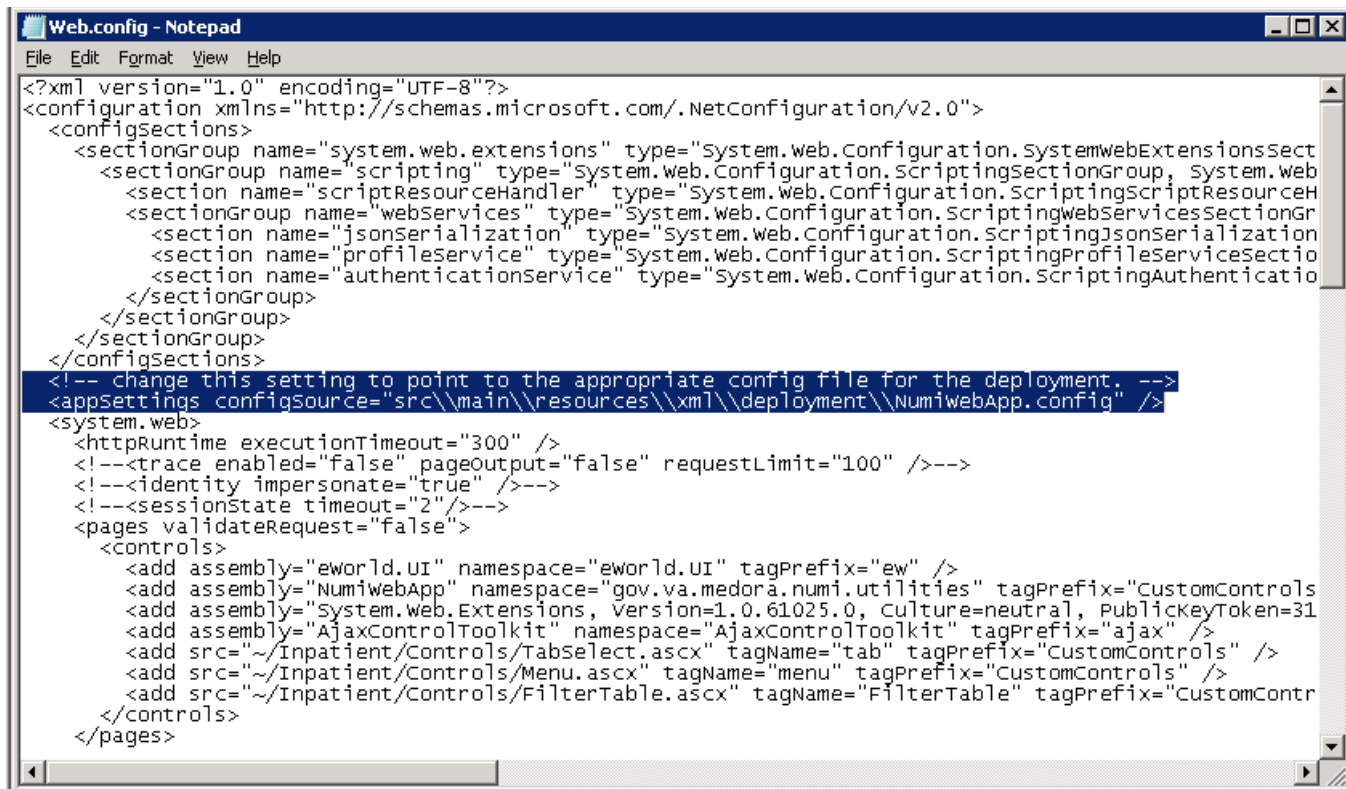 Web.config - Notepad
File Edit Format View Help
<?xml version="1.0" encoding="UTF-8"?>
<configuration xmlns="http://schemas.microsoft.com/.NetConfiguration/v2.0">
  <configSections>
    <sectionGroup name="system.web.extensions" type="System.Web.Configuration.SystemWebExtensionsSect
      <sectionGroup name="scripting" type="System.Web.Configuration.ScriptingSectionGroup, System.Web
        <section name="scriptResourceHandler" type="System.Web.Configuration.ScriptingScriptResourceH
        <sectionGroup name="webServices" type="System.Web.Configuration.ScriptingWebServicesSectionGr
          <section name="jsonSerialization" type="System.Web.Configuration.ScriptingJsonSerialization
          <section name="profileService" type="System.Web.Configuration.ScriptingProfileServiceSectio
          <section name="authenticationService" type="System.Web.Configuration.ScriptingAuthenticatio
        </sectionGroup>
      </sectionGroup>
    </sectionGroup>
  </configSections>
  <!-- change this setting to point to the appropriate config file for the deployment. -->
  <appSettings configSource="src\\main\\resources\\xml\\deployment\\NumiWebApp.config" />
  <system.web>
    <httpRuntime executionTimeout="300" />
    <!--<trace enabled="false" pageOutput="false" requestLimit="100" />-->
    <!--<identity impersonate="true" />-->
    <!--<sessionState timeout="2"/>-->
    <pages validateRequest="false">
      <controls>
        <add assembly="eWorld.UI" namespace="eWorld.UI" tagPrefix="ew" />
        <add assembly="NumiWebApp" namespace="gov.va.medora.numi.utilities" tagPrefix="CustomControls
        <add assembly="System.Web.Extensions, Version=1.0.61025.0, Culture=neutral, PublicKeyToken=31
        <add assembly="AjaxControlToolkit" namespace="AjaxControlToolkit" tagPrefix="ajax" />
        <add src="~/Inpatient/Controls/TabSelect.ascx" tagName="tab" tagPrefix="CustomControls" />
        <add src="~/Inpatient/Controls/Menu.ascx" tagName="menu" tagPrefix="CustomControls" />
        <add src="~/Inpatient/Controls/FilterTable.ascx" tagName="FilterTable" tagPrefix="CustomContr
      </controls>
    </pages>